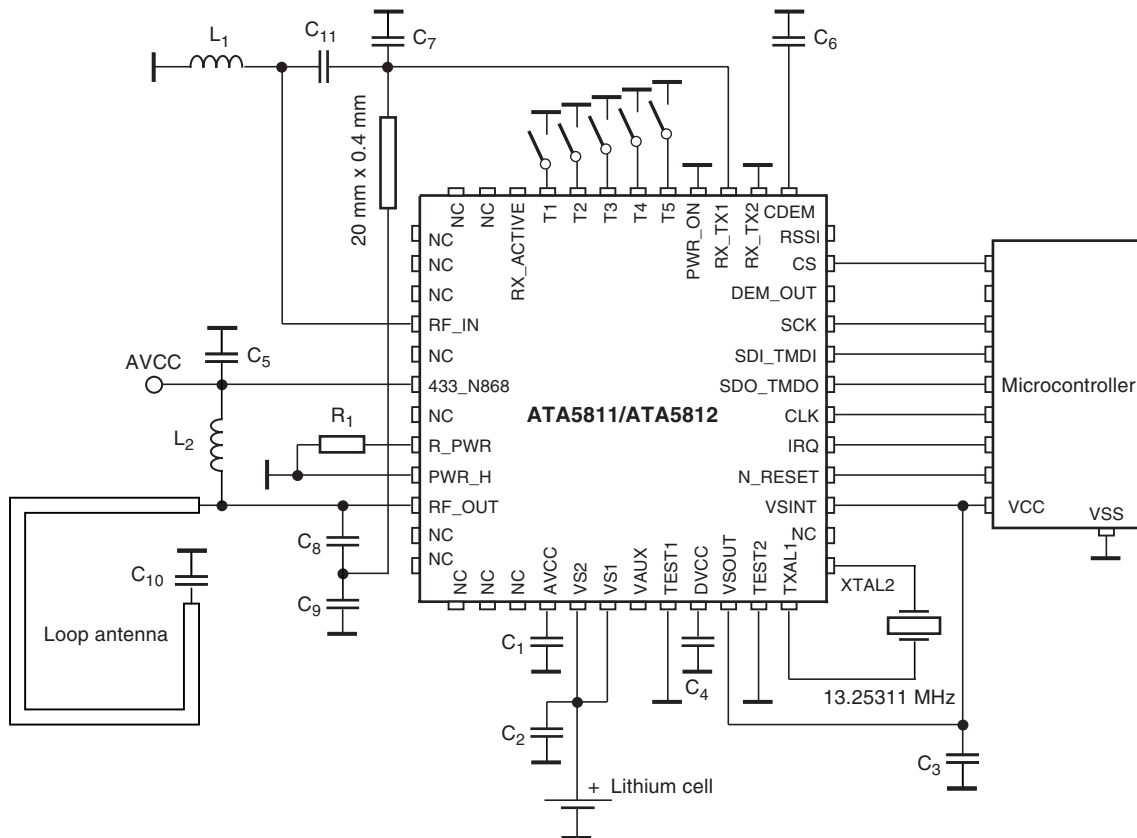 L1
C11
C7
C6
20 mm x 0.4 mm
NC
NC
RX_ACTIVE
T1
T2
T3
T4
T5
PWR_ON
RX_TX1
RX_TX2
CDEM
NC
NC
NC
RF_IN
NC
433_N868
NC
R_PWR
PWR_H
RF_OUT
NC
NC
RSSI
CS
DEM_OUT
SCK
SDI_TMDI
SDO_TMDO
CLK
IRQ
N_RESET
VSINT
NC
XTAL2
ATA5811/ATA5812
Microcontroller
VCC
VSS
AVCC
C5
L2
R1
C8
C9
C10
Loop antenna
NC
NC
NC
AVCC
VS2
VS1
VAUX
TEST1
DVCC
VSOUT
TEST2
TXAL1
C1
C4
C2
13.25311 MHz
C3
+ Lithium cell